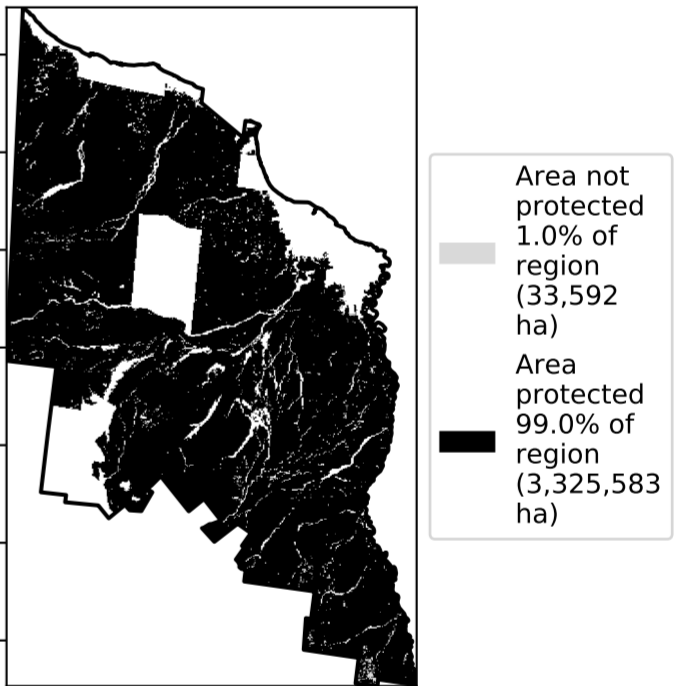 Area not
protected
1.0% of
region
(33,592
ha)
Area
protected
99.0% of
region
(3,325,583
ha)